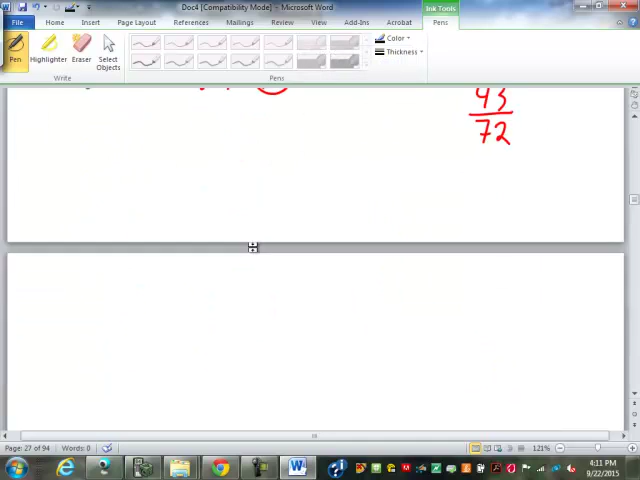 Doc4 [Compatibility Mode] - Microsoft Word
Ink Tools
File Home Insert Page Layout References Mailings Review View Add-Ins Acrobat Pens
Pen Highlighter Eraser Select Objects
Color
Thickness
Write Pens
43
72
Page: 27 of 94 Words: 0 121%
4:11 PM
9/22/2015